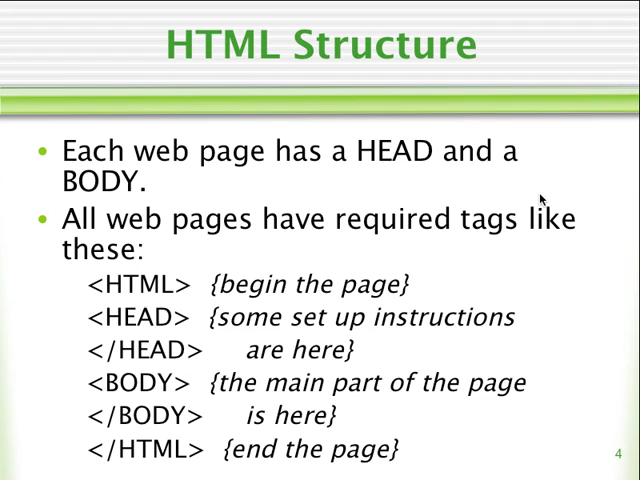 HTML Structure
• Each web page has a HEAD and a
BODY.
• All web pages have required tags like
these:
<HTML> {begin the page}
<HEAD> {some set up instructions
</HEAD> are here}
<BODY> {the main part of the page
</BODY> is here}
</HTML> {end the page}
4